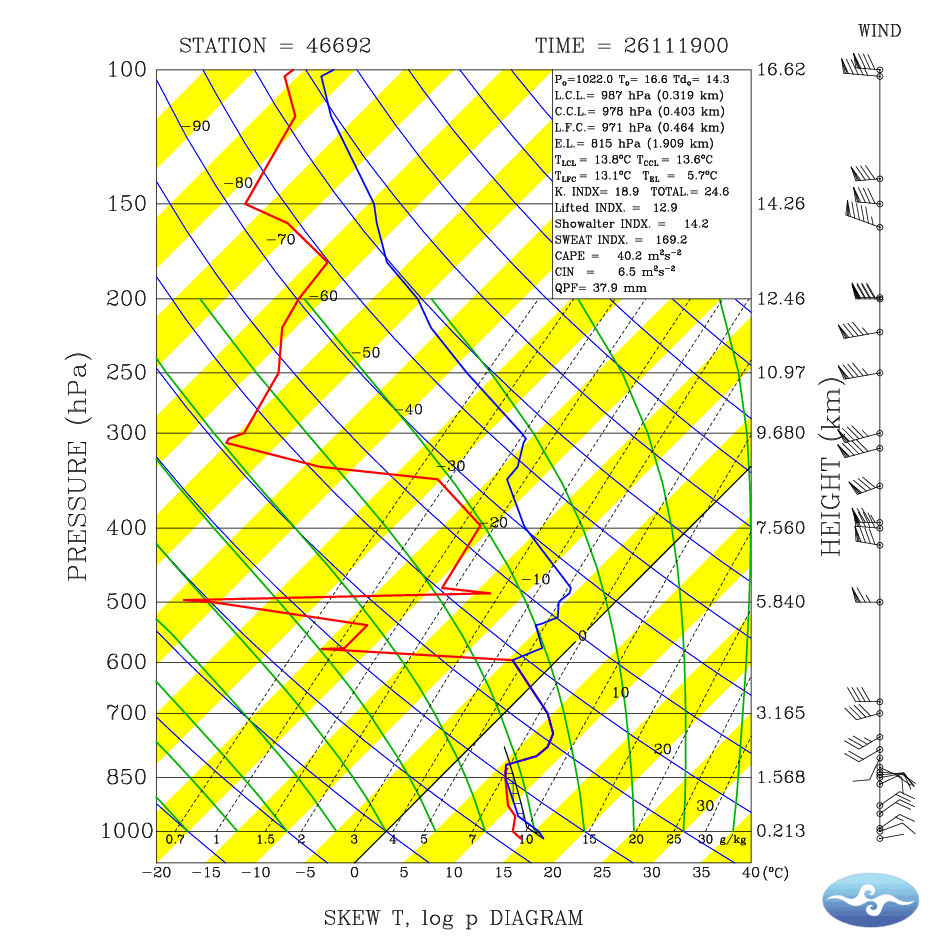 WIND
STATION = 46692 TIME = 26111900
100 16.62
P₀=1022.0 T₀= 16.6 Td₀= 14.3
L.C.L.= 987 hPa (0.319 km)
C.C.L.= 978 hPa (0.403 km)
L.F.C.= 971 hPa (0.464 km)
E.L.= 815 hPa (1.909 km)
T_LCL = 13.8°C T_CCL = 13.6°C
T_LFC = 13.1°C T_EL = 5.7°C
K. INDX= 18.9 TOTAL.= 24.6
Lifted INDX. = 12.9
Showalter INDX. = 14.2
SWEAT INDX. = 169.2
CAPE = 40.2 m²s⁻²
CIN = 6.5 m²s⁻²
QPF= 37.9 mm
-90
-80
150 14.26
-70
-60
200 12.46
-50
250 10.97
-40
300 9.680
-30
-20
400 7.560
-10
500 5.840
0
600
10
700 3.165
20
850 1.568
30
1000 0.213
0.7 1 1.5 2 3 4 5 7 10 15 20 25 30 g/kg
-20 -15 -10 -5 0 5 10 15 20 25 30 35 40 (°C)
PRESSURE (hPa)
HEIGHT (km)
SKEW T, log p DIAGRAM